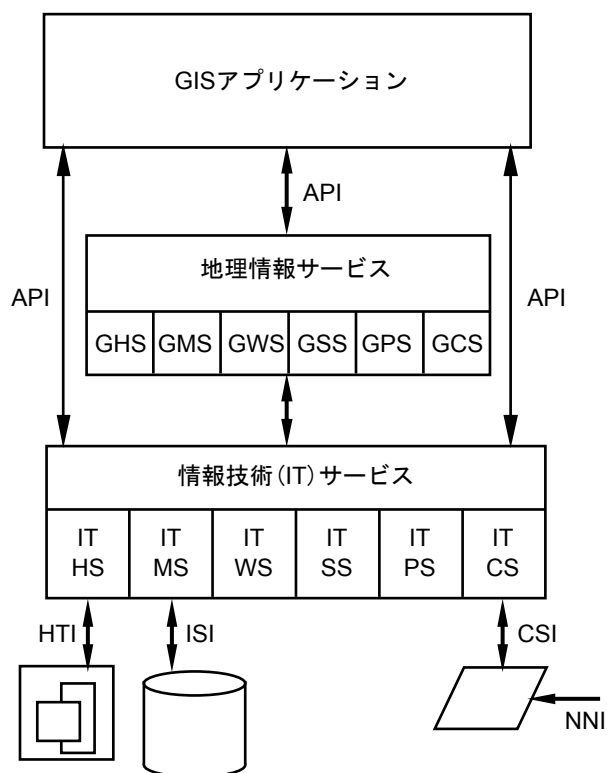 GISアプリケーション
API
API
API
地理情報サービス
GHS GMS GWS GSS GPS GCS
情報技術(IT)サービス
IT HS
IT MS
IT WS
IT SS
IT PS
IT CS
HTI
ISI
CSI
NNI